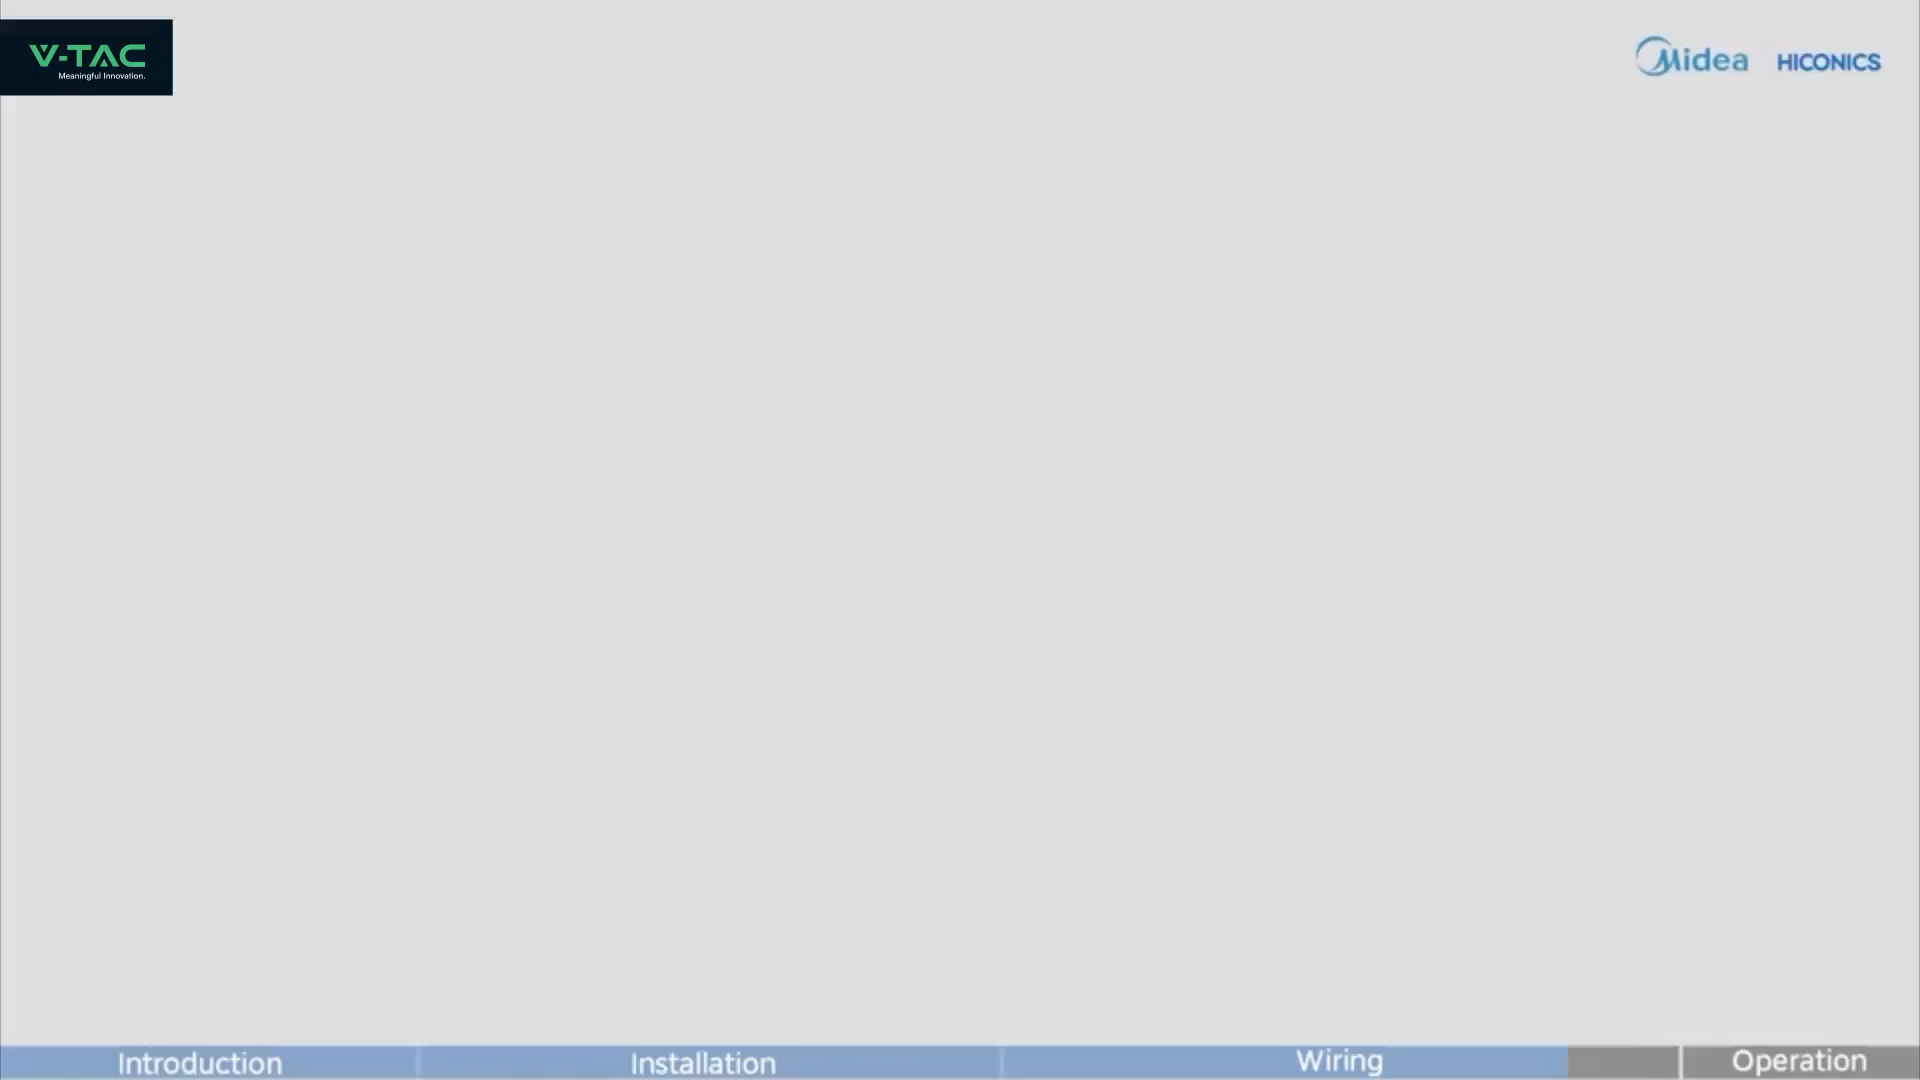 V-TAC
Meaningful Innovation.
Midea HICONICS
Introduction Installation Wiring Operation